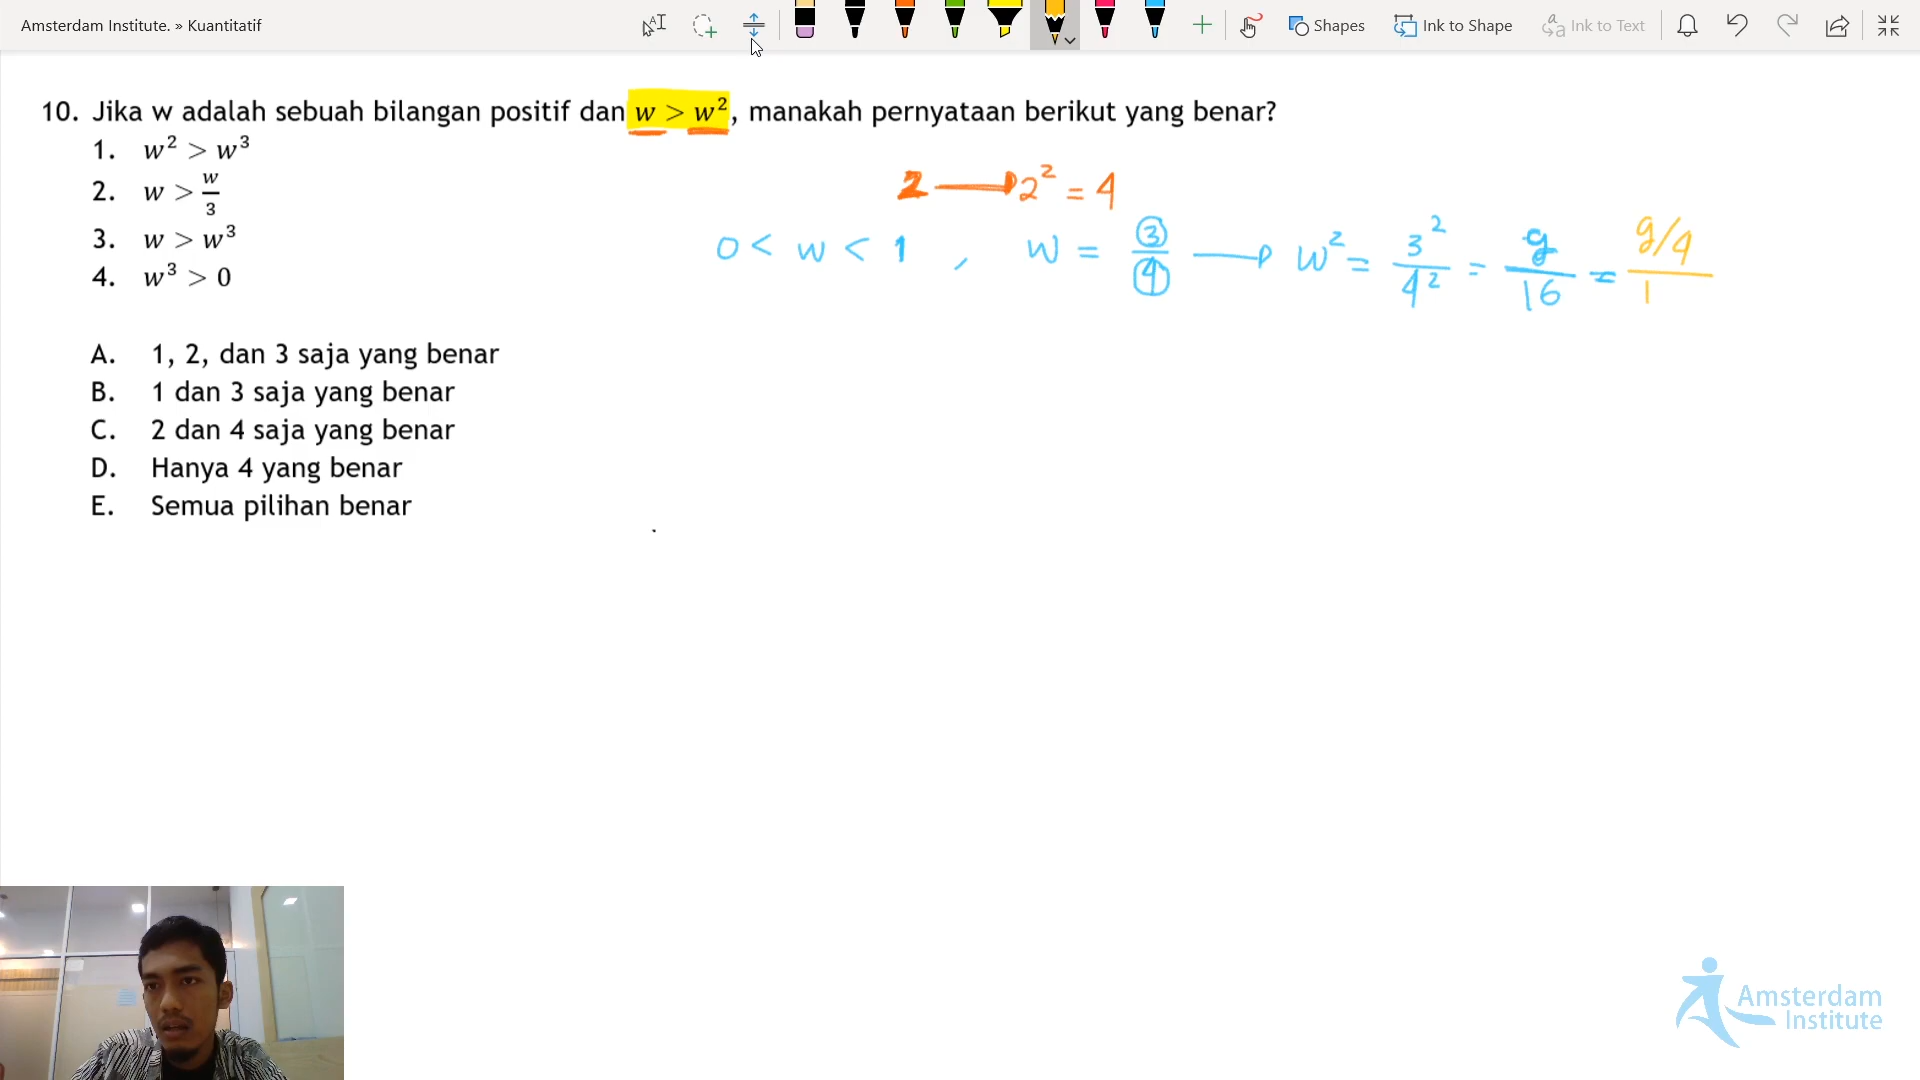 Amsterdam Institute. » Kuantitatif
Shapes
Ink to Shape
Ink to Text
10. Jika w adalah sebuah bilangan positif dan w > w², manakah pernyataan berikut yang benar?
1. w² > w³
2. w > w/3
3. w > w³
4. w³ > 0
2 → 2² = 4
0 < w < 1 , w = 3/4 → w² = 3²/4² = 9/16 = 9/4 / 1
A. 1, 2, dan 3 saja yang benar
B. 1 dan 3 saja yang benar
C. 2 dan 4 saja yang benar
D. Hanya 4 yang benar
E. Semua pilihan benar
Amsterdam
Institute